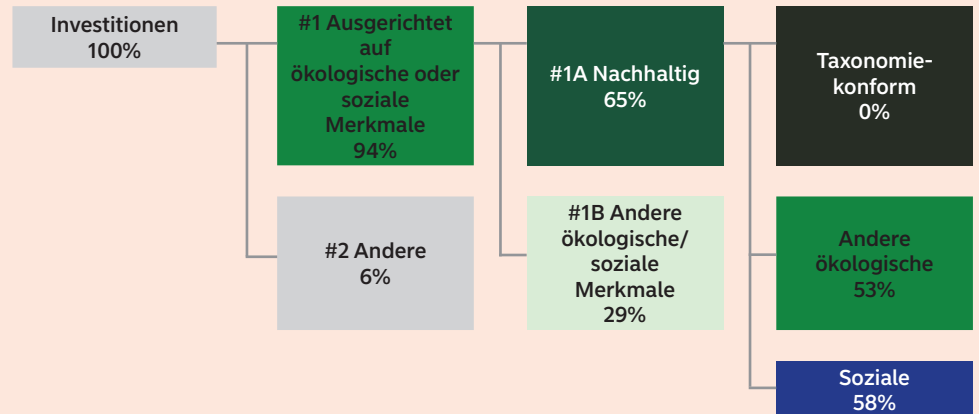 Investitionen
100%
#1 Ausgerichtet
auf
ökologische oder
soziale
Merkmale
94%
#1A Nachhaltig
65%
Taxonomie-
konform
0%
#2 Andere
6%
#1B Andere
ökologische/
soziale
Merkmale
29%
Andere
ökologische
53%
Soziale
58%